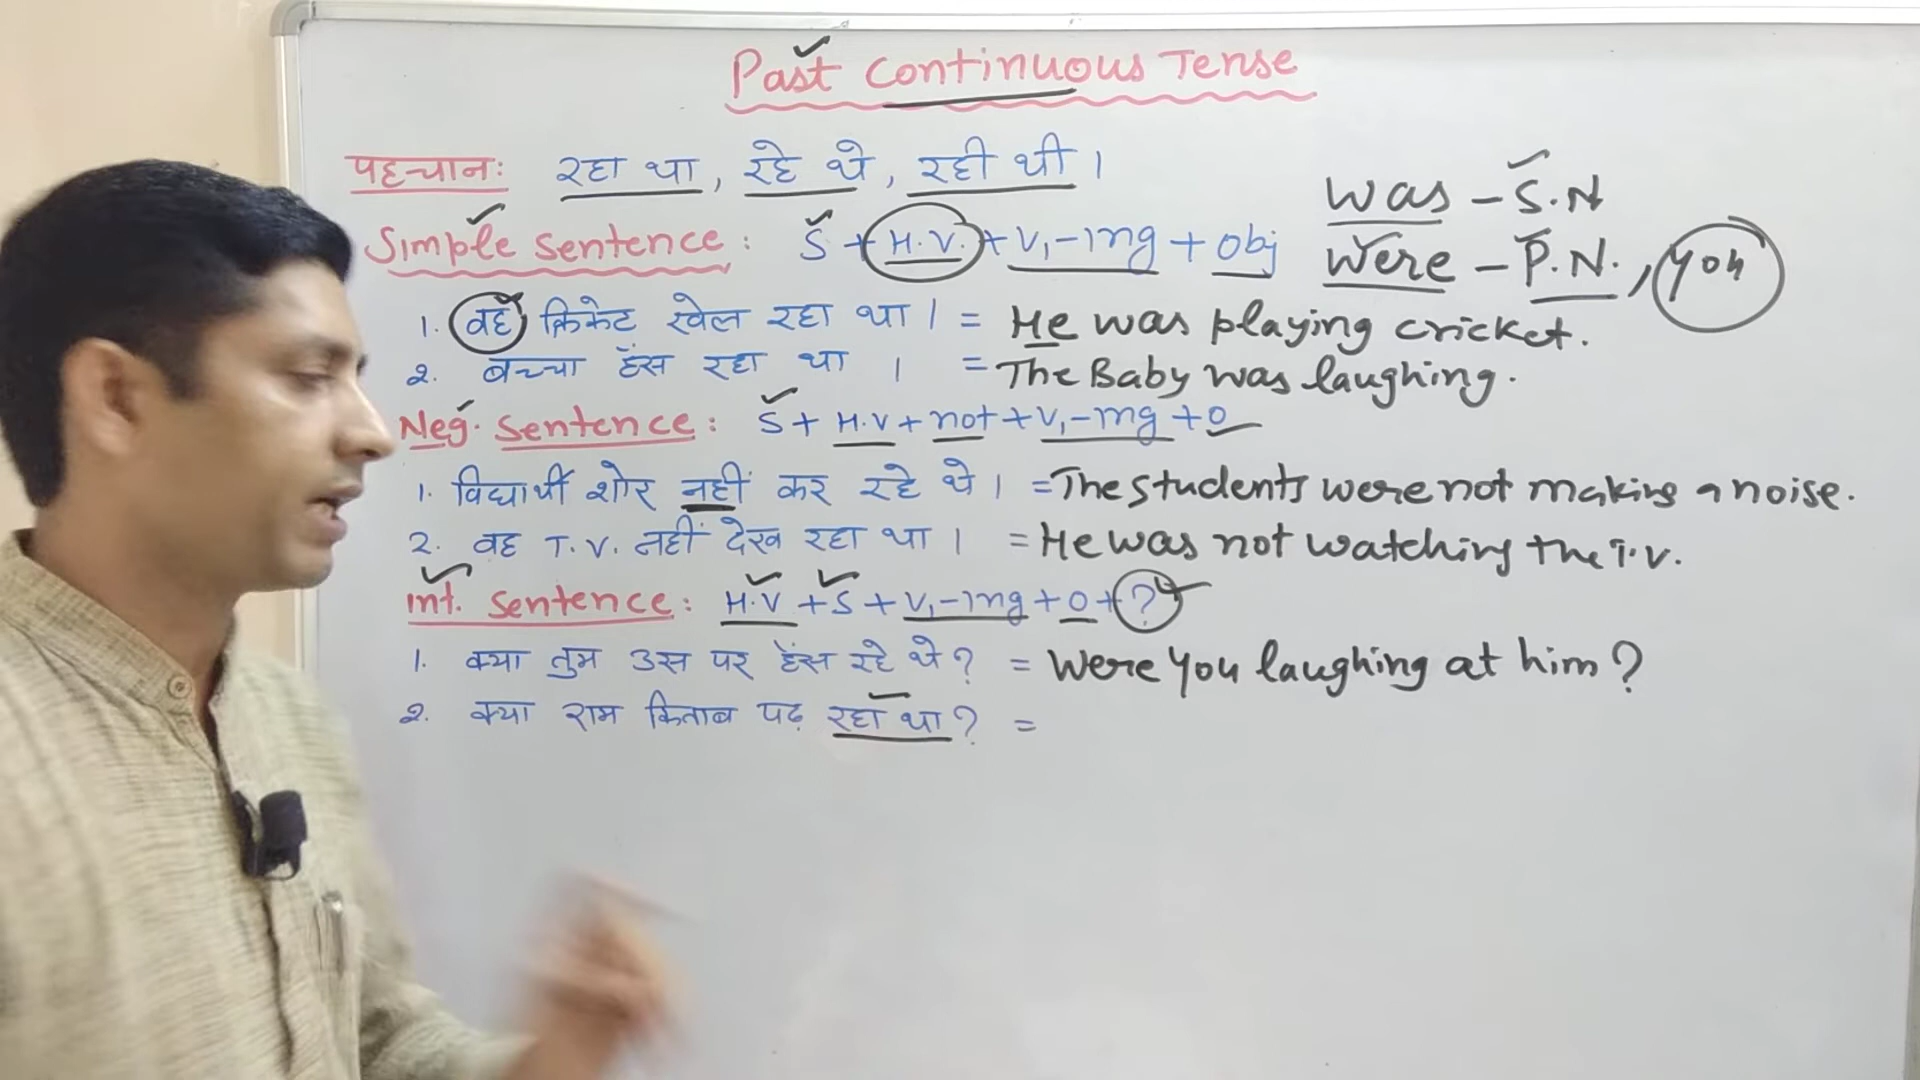 Past Continuous Tense
पहचान: रहा था, रहे थे, रही थी।
was - S.N
were - P.N., you
Simple Sentence: S + H.V. + V₁-ing + obj
1. वह क्रिकेट खेल रहा था। = He was playing cricket.
2. बच्चा हँस रहा था । = The Baby was laughing.
Neg. Sentence: S + H.V + not + V₁-ing + O
1. विद्यार्थी शोर नहीं कर रहे थे। = The students were not making a noise.
2. वह T.V. नहीं देख रहा था। = He was not watching the T.V.
int. Sentence: H.V + S + V₁-ing + O + ?
1. क्या तुम उस पर हँस रहे थे? = Were you laughing at him?
2. क्या राम किताब पढ़ रहा था? =